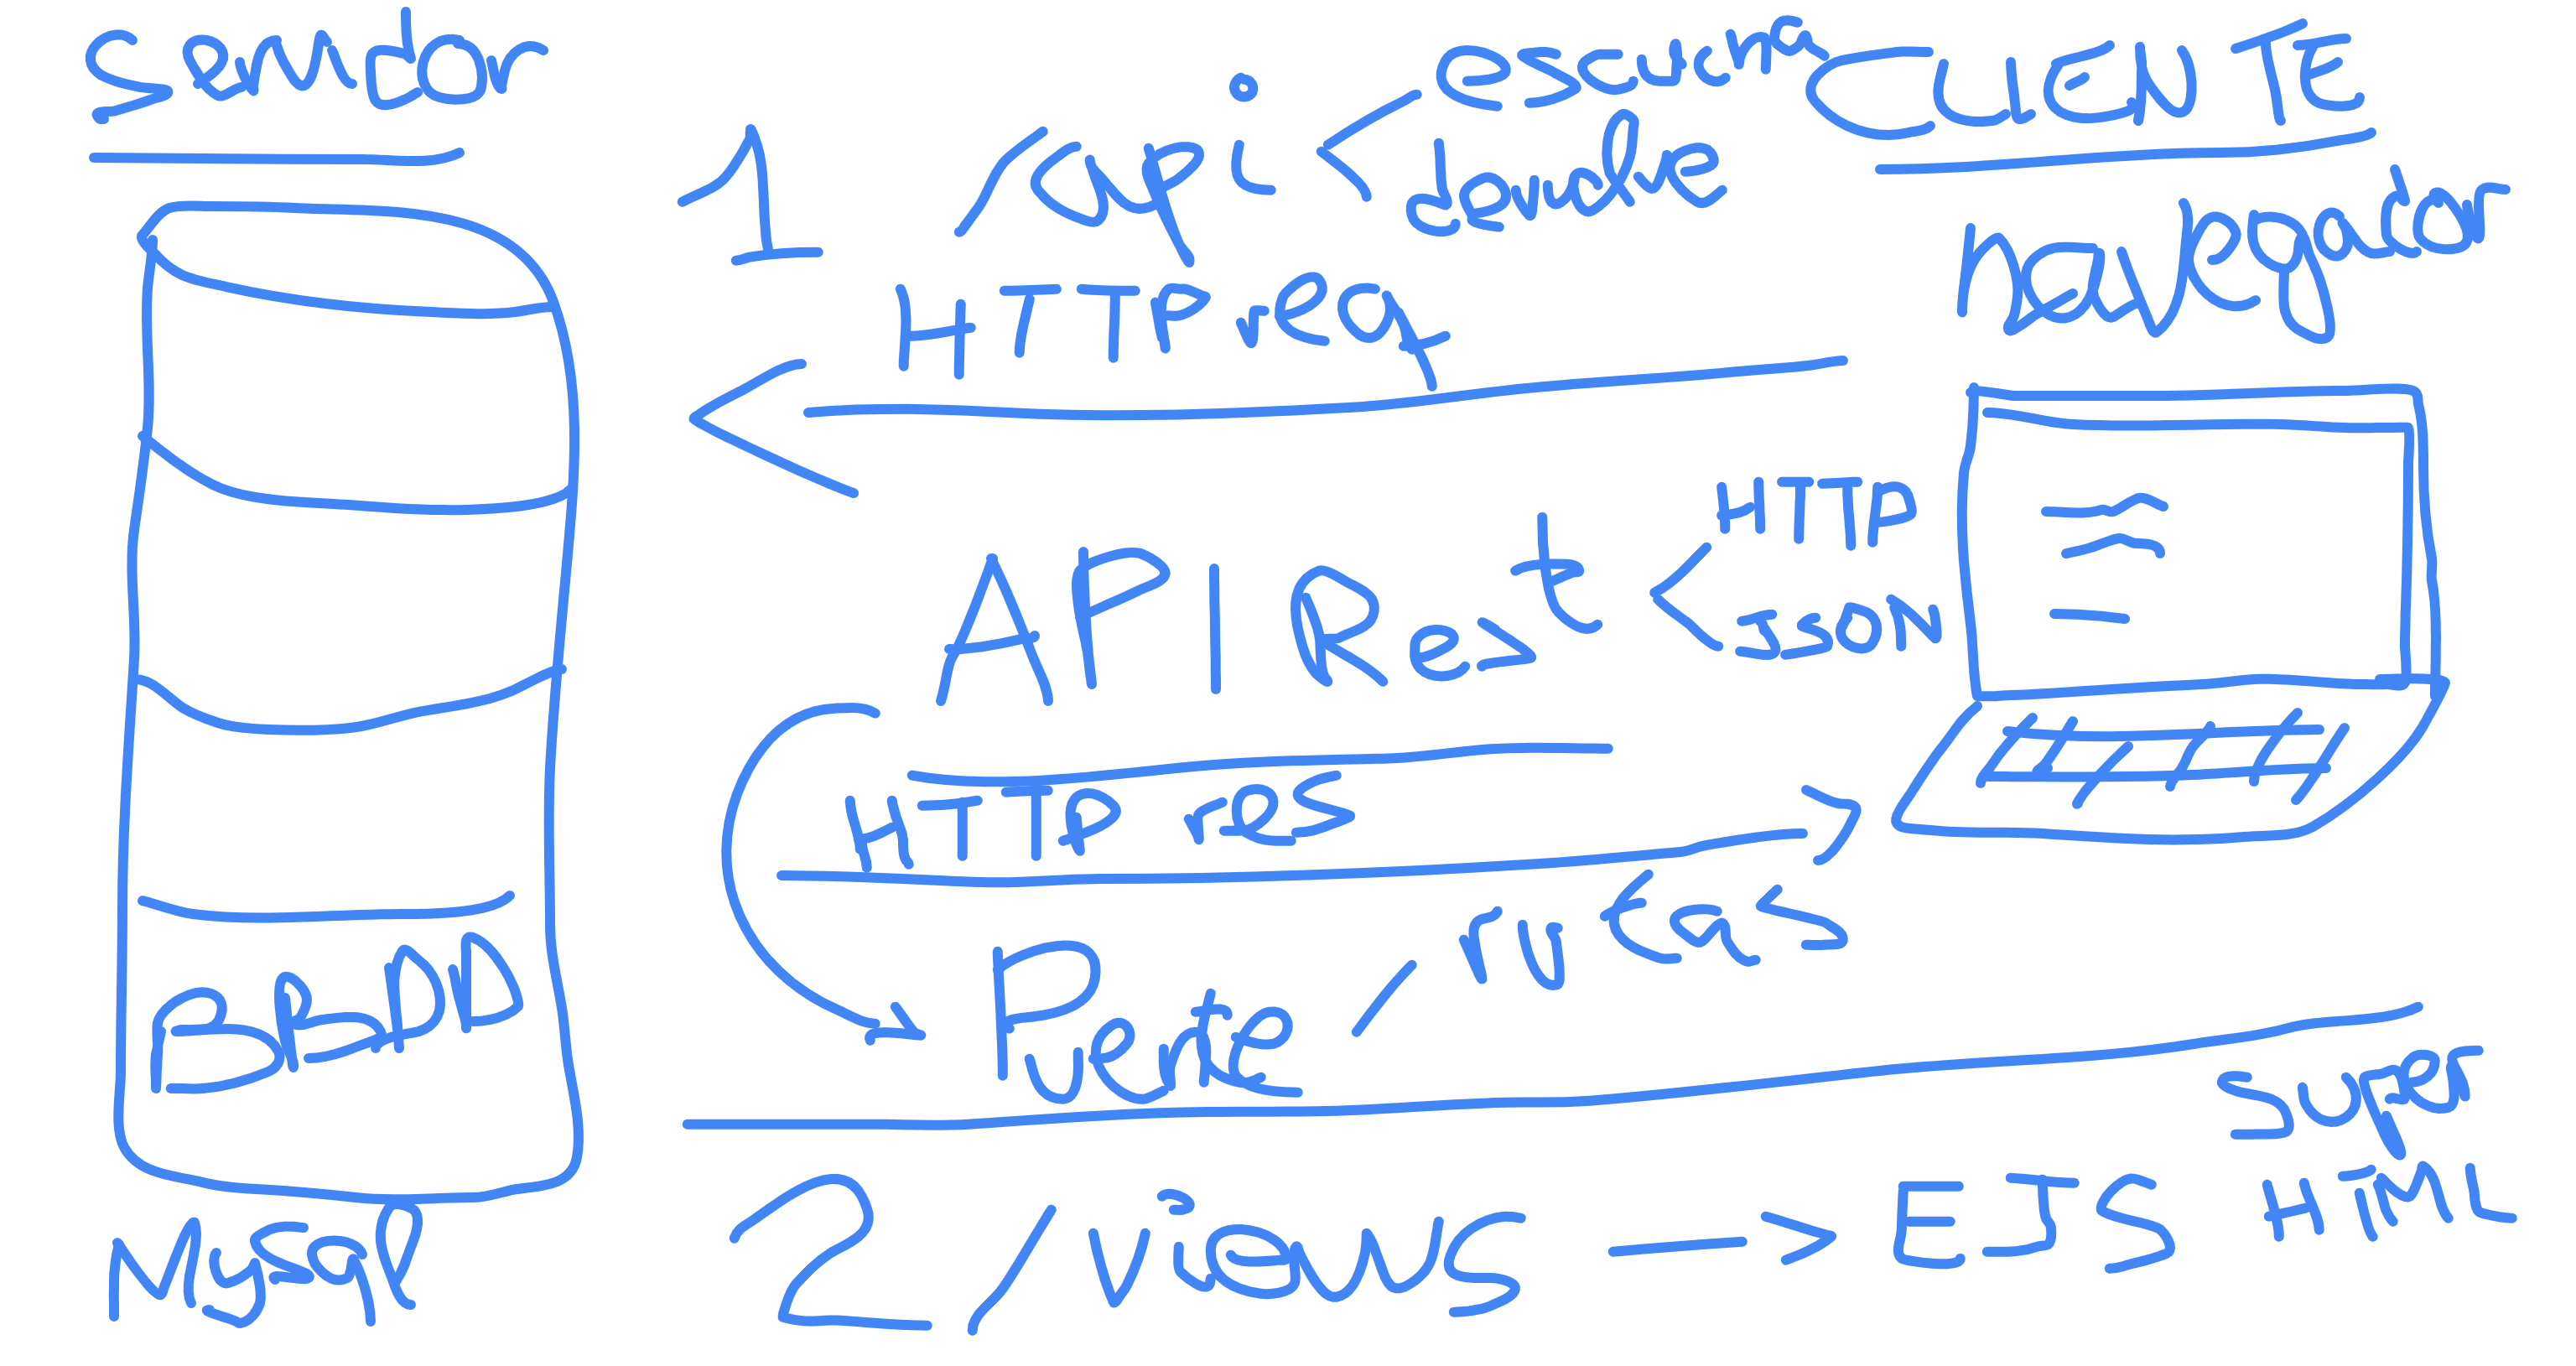 Servidor
1 /api < escucha
devuelve
CLIENTE
navegador
HTTP req
API Rest < HTTP
JSON
HTTP res
Puente / rutas
BBDD
Mysql
2 /views -> EJS
super
HTML